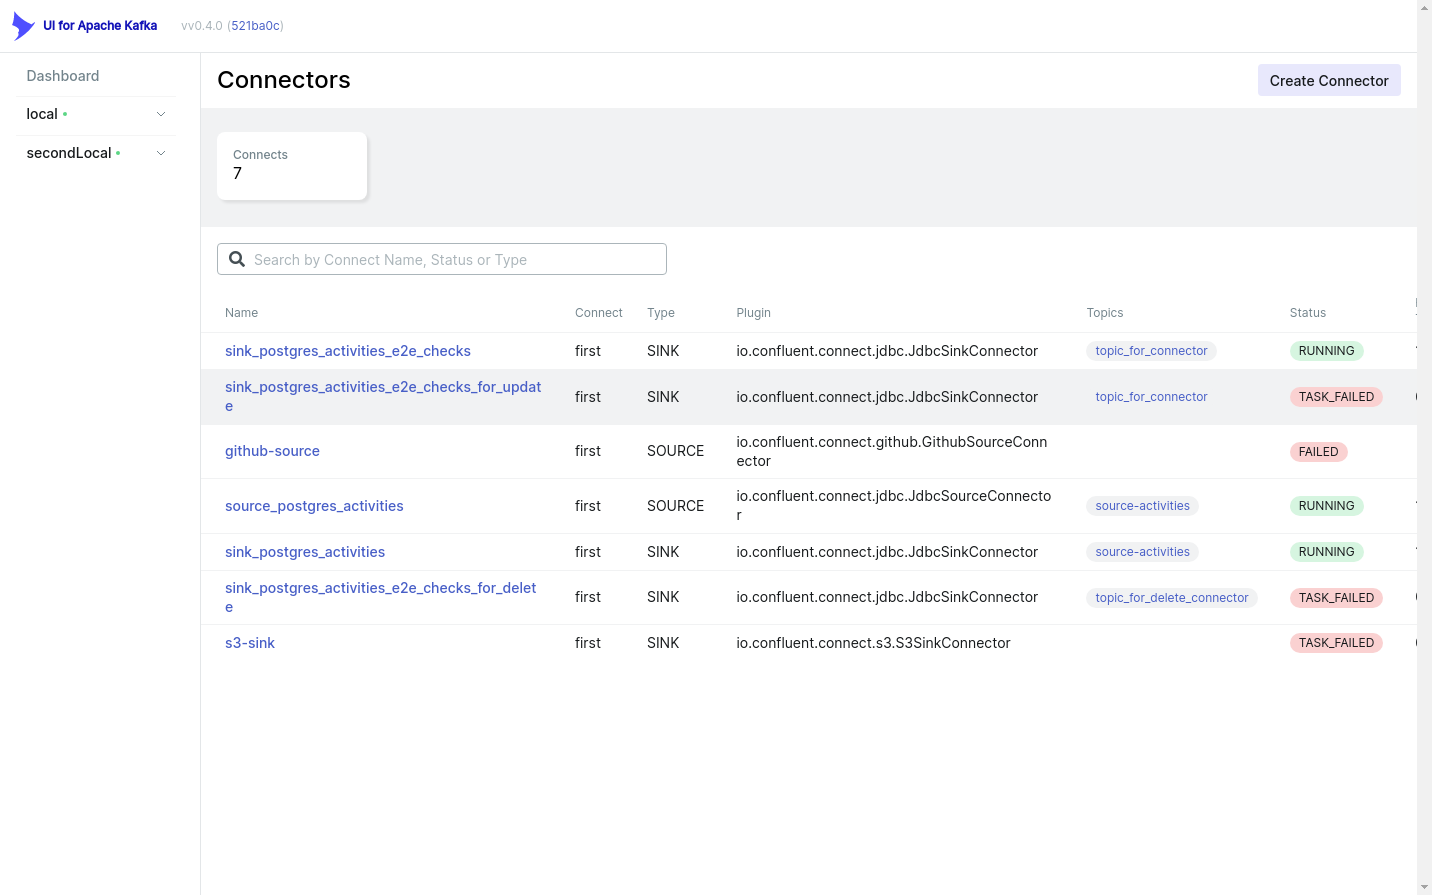 UI for Apache Kafka
vv0.4.0 (521ba0c)
Dashboard
local
secondLocal
Connectors
Create Connector
Connects
7
Search by Connect Name, Status or Type
Name Connect Type Plugin Topics Status
sink_postgres_activities_e2e_checks first SINK io.confluent.connect.jdbc.JdbcSinkConnector topic_for_connector RUNNING
sink_postgres_activities_e2e_checks_for_updat
e
first SINK io.confluent.connect.jdbc.JdbcSinkConnector topic_for_connector TASK_FAILED
github-source first SOURCE
io.confluent.connect.github.GithubSourceConn
ector
FAILED
source_postgres_activities first SOURCE
io.confluent.connect.jdbc.JdbcSourceConnecto
r
source-activities RUNNING
sink_postgres_activities first SINK io.confluent.connect.jdbc.JdbcSinkConnector source-activities RUNNING
sink_postgres_activities_e2e_checks_for_delet
e
first SINK io.confluent.connect.jdbc.JdbcSinkConnector topic_for_delete_connector TASK_FAILED
s3-sink first SINK io.confluent.connect.s3.S3SinkConnector TASK_FAILED